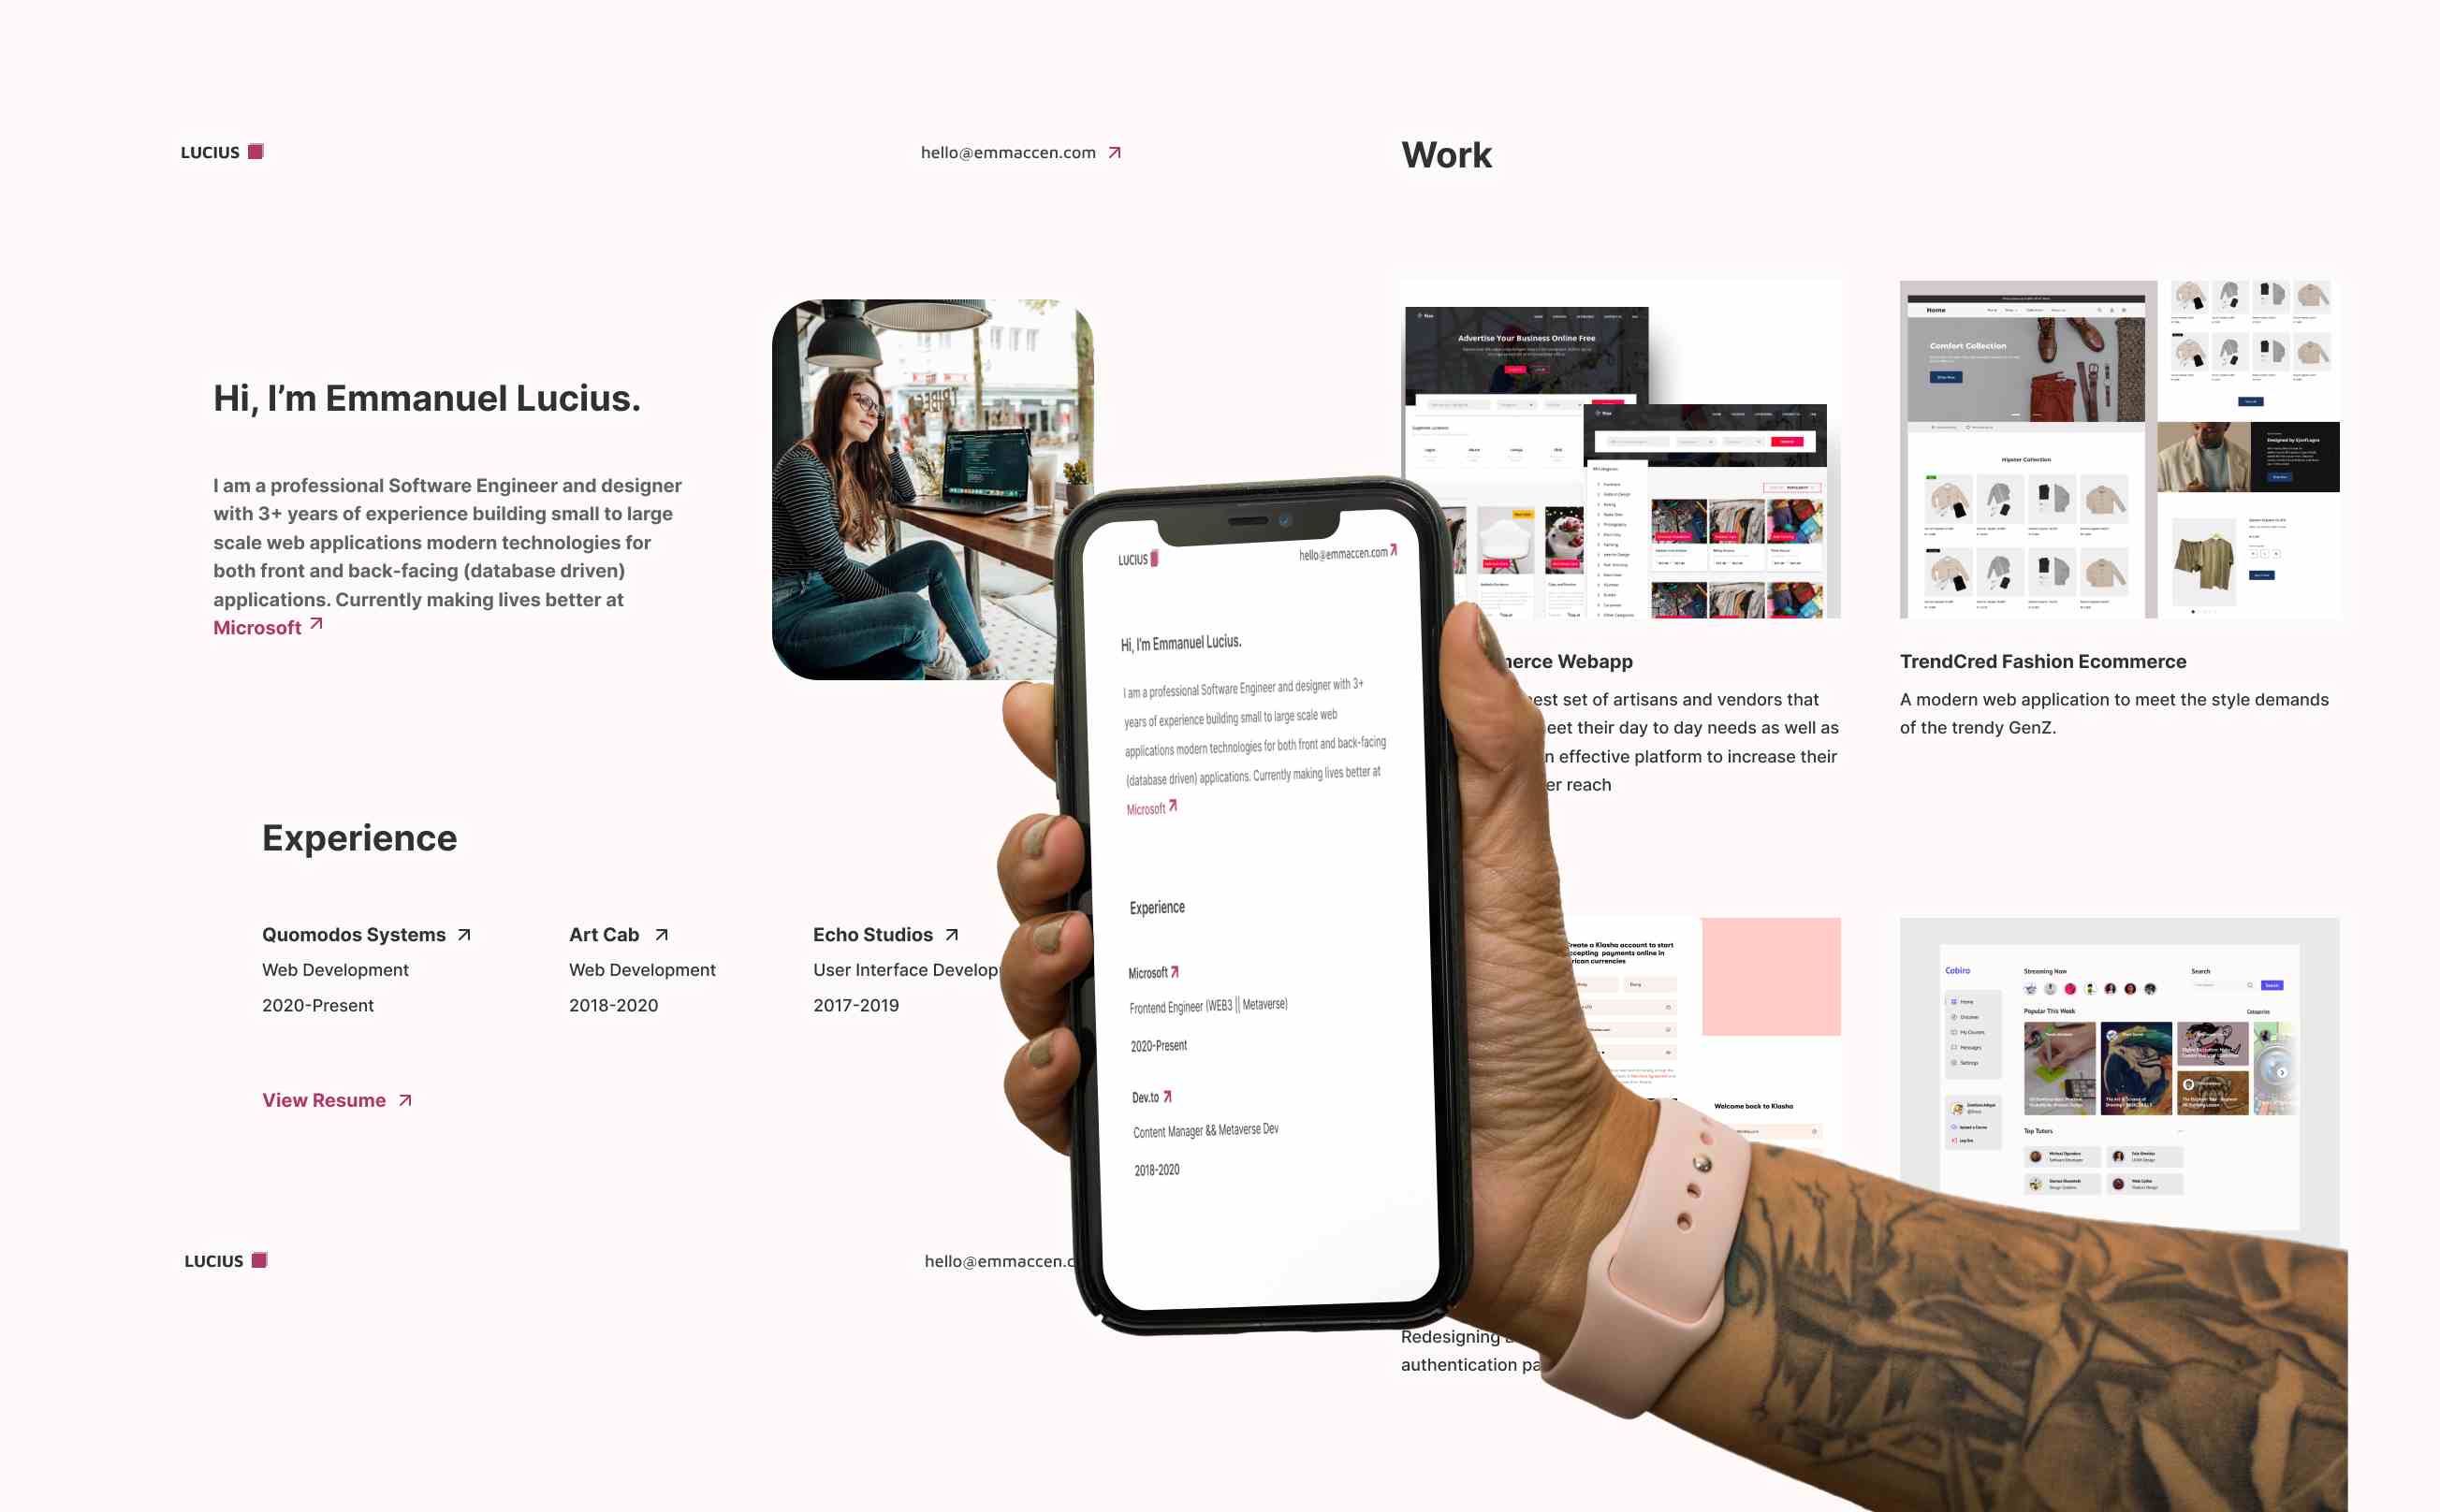 LUCIUS
hello@emmaccen.com
Hi, I'm Emmanuel Lucius.
I am a professional Software Engineer and designer
with 3+ years of experience building small to large
scale web applications modern technologies for
both front and back-facing (database driven)
applications. Currently making lives better at
Microsoft
Experience
Quomodos Systems
Web Development
2020-Present
Art Cab
Web Development
2018-2020
Echo Studios
User Interface Develop
2017-2019
View Resume
LUCIUS
hello@emmaccen.c
LUCIUS
hello@emmaccen.com
Hi, I'm Emmanuel Lucius.
I am a professional Software Engineer and designer with 3+
years of experience building small to large scale web
applications modern technologies for both front and back-facing
(database driven) applications. Currently making lives better at
Microsoft
Experience
Microsoft
Frontend Engineer (WEB3 || Metaverse)
2020-Present
Dev.to
Content Manager && Metaverse Dev
2018-2020
Work
Advertise Your Business Online Free
merce Webapp
est set of artisans and vendors that
eet their day to day needs as well as
n effective platform to increase their
er reach
Home
Comfort Collection
Hipster Collection
TrendCred Fashion Ecommerce
A modern web application to meet the style demands
of the trendy GenZ.
Create a Klasha account to start
payments online in
currencies
Welcome back to Klasha
Redesigning
authentication pa
Cobiro
Home
Discover
My Courses
Messages
Settings
Streaming Now
Search
Search
Popular This Week
Categories
Top Tutors